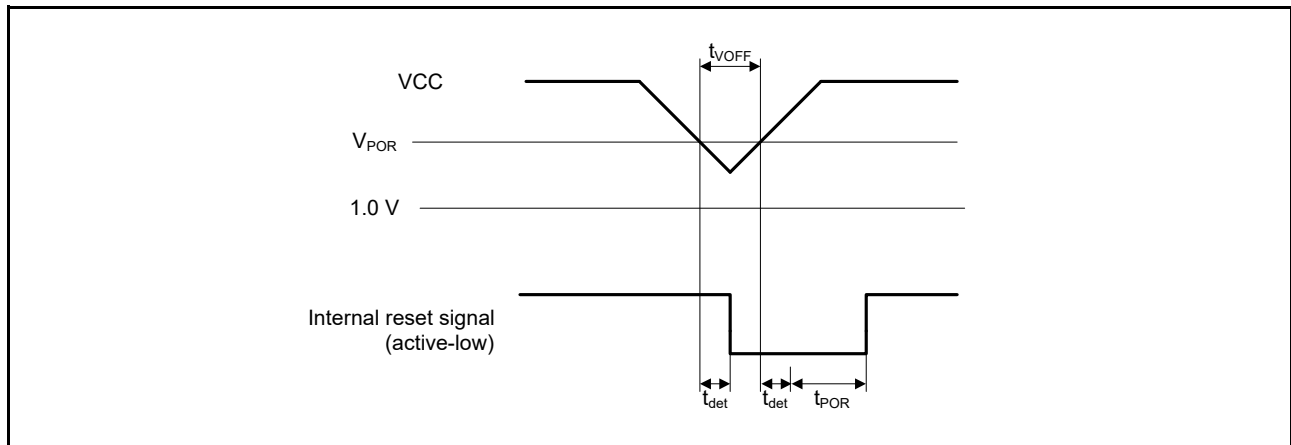 tVOFF
VCC
VPOR
1.0 V
Internal reset signal
(active-low)
tdet
tdet
tPOR